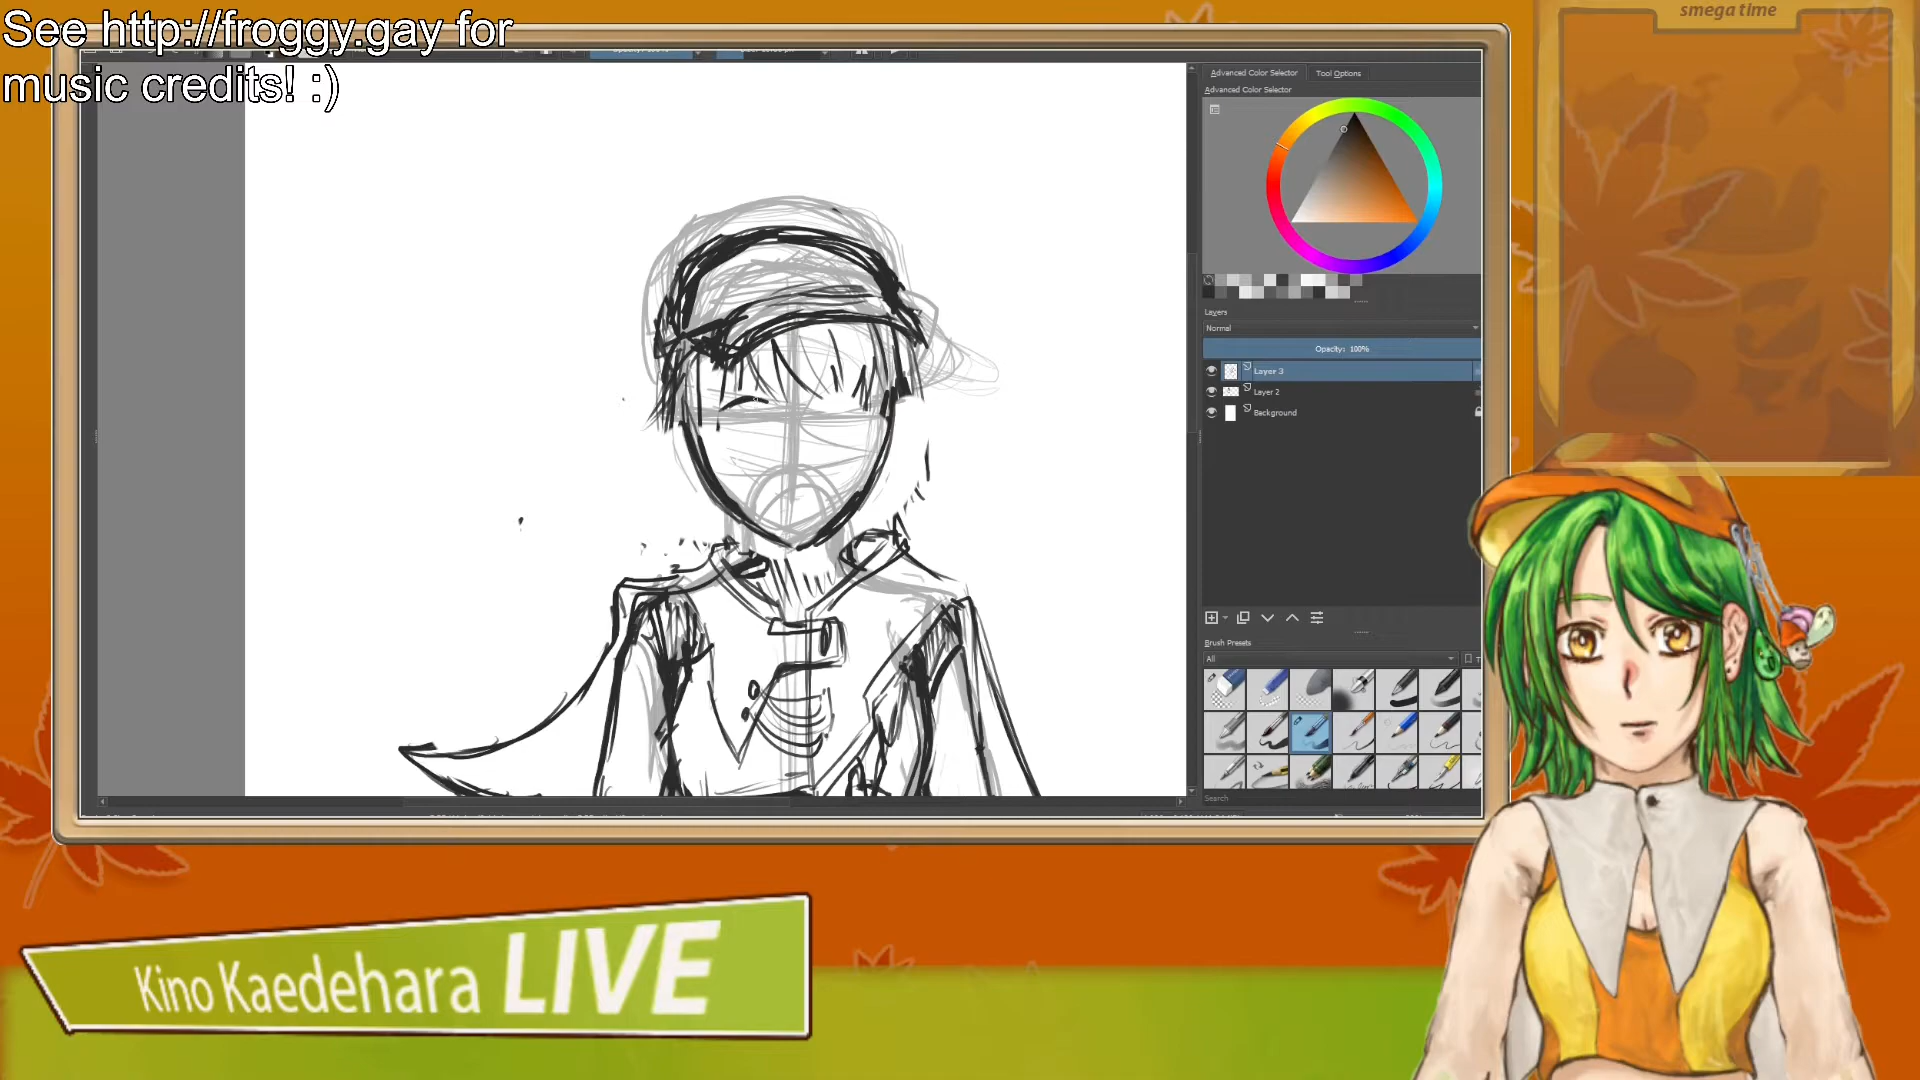 See http://froggy.gay for
music credits! :)
smega time
Advanced Color Selector
Tool Options
Advanced Color Selector
Layers
Normal
Opacity: 100%
Layer 3
Layer 2
Background
Brush Presets
All
Search
Kino Kaedehara LIVE